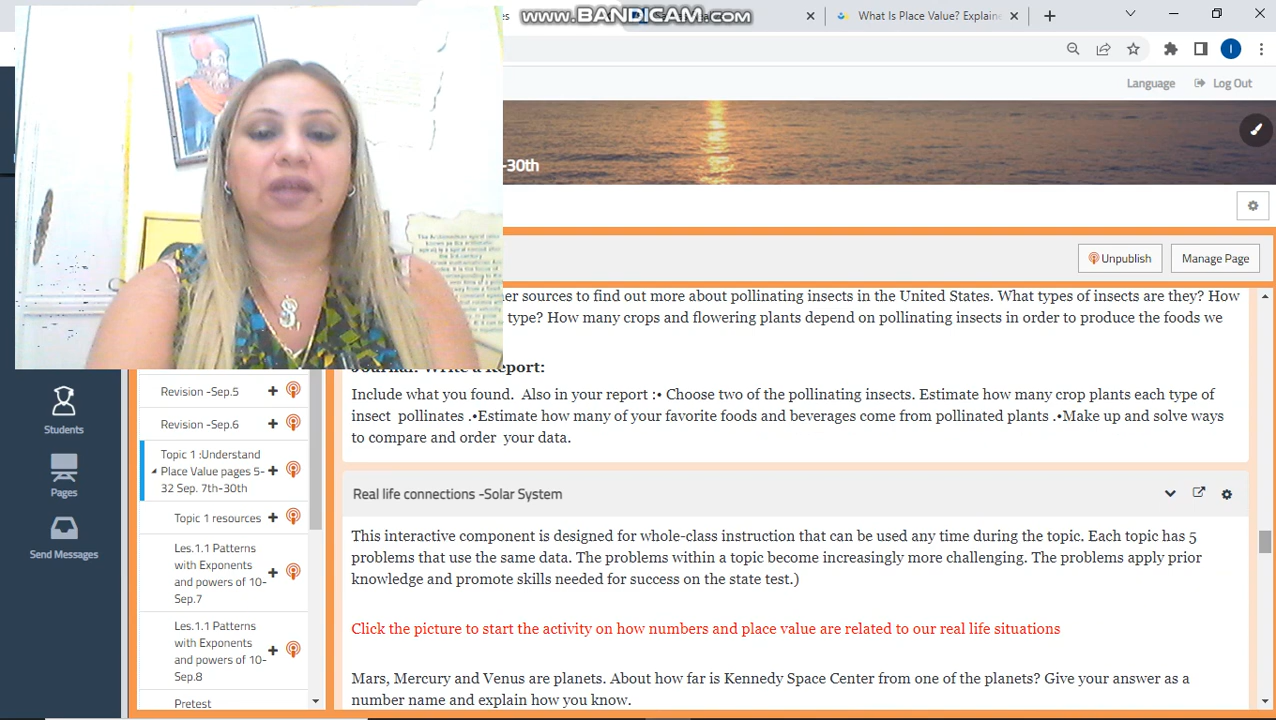 www.BANDICAM.com
What Is Place Value? Explaine
Language
Log Out
-30th
Unpublish
Manage Page
er sources to find out more about pollinating insects in the United States. What types of insects are they? How
type? How many crops and flowering plants depend on pollinating insects in order to produce the foods we
Journal: Write a Report:
Include what you found. Also in your report :• Choose two of the pollinating insects. Estimate how many crop plants each type of
insect pollinates .•Estimate how many of your favorite foods and beverages come from pollinated plants .•Make up and solve ways
to compare and order your data.
Students
Pages
Send Messages
Revision -Sep.5
Revision -Sep.6
Topic 1 :Understand
Place Value pages 5-
32 Sep. 7th-30th
Topic 1 resources
Les.1.1 Patterns
with Exponents
and powers of 10-
Sep.7
Les.1.1 Patterns
with Exponents
and powers of 10-
Sep.8
Pretest
Real life connections -Solar System
This interactive component is designed for whole-class instruction that can be used any time during the topic. Each topic has 5
problems that use the same data. The problems within a topic become increasingly more challenging. The problems apply prior
knowledge and promote skills needed for success on the state test.)
Click the picture to start the activity on how numbers and place value are related to our real life situations
Mars, Mercury and Venus are planets. About how far is Kennedy Space Center from one of the planets? Give your answer as a
number name and explain how you know.